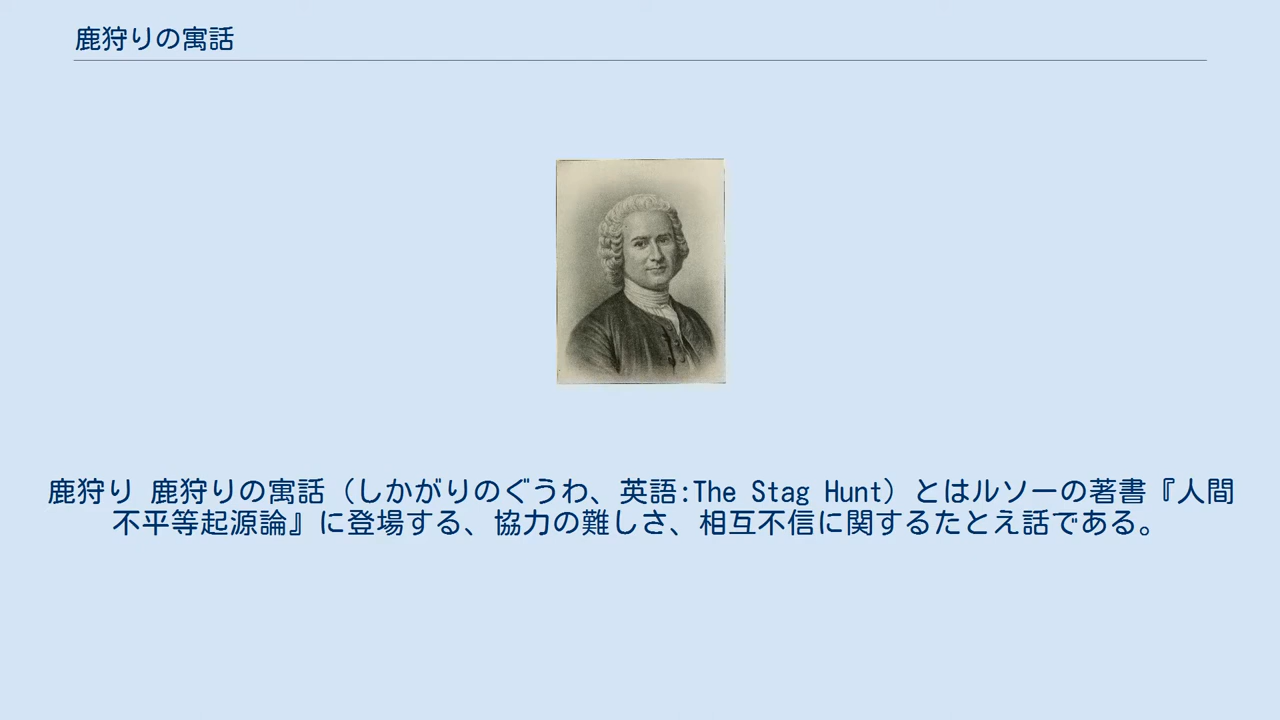 鹿狩りの寓話
鹿狩り 鹿狩りの寓話（しかがりのぐうわ、英語:The Stag Hunt）とはルソーの著書『人間
不平等起源論』に登場する、協力の難しさ、相互不信に関するたとえ話である。